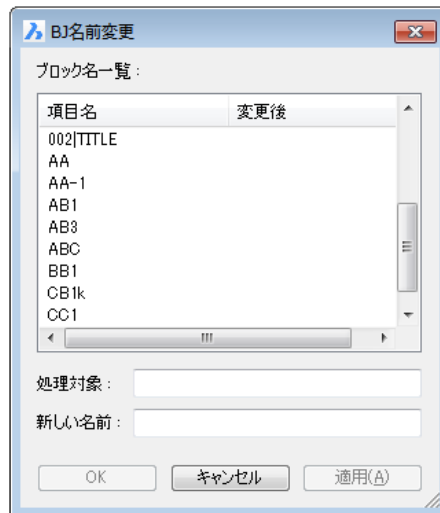 BJ名前変更
ブロック名一覧：
項目名 変更後
002|TITLE
AA
AA-1
AB1
AB3
ABC
BB1
CB1k
CC1
処理対象：
新しい名前：
OK キャンセル 適用(A)